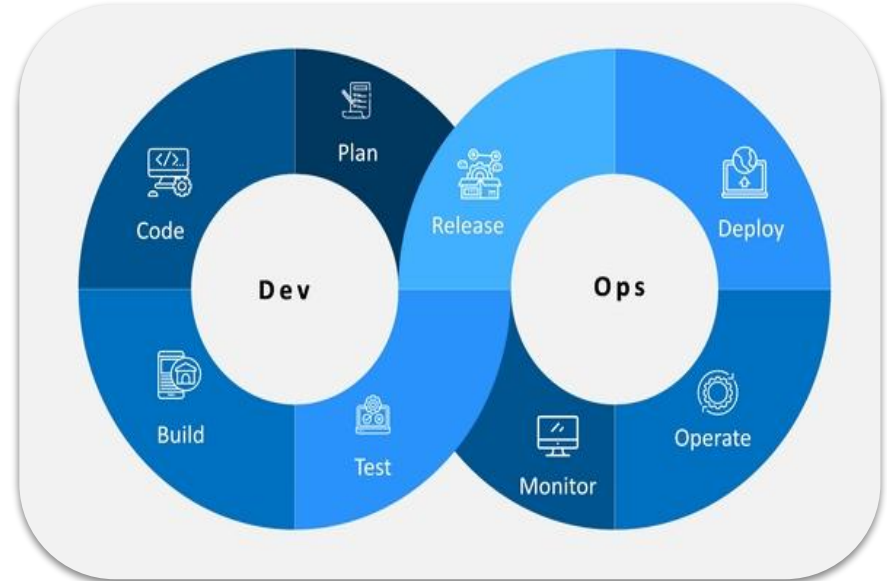 Plan
Code
Release
Deploy
Dev
Ops
Build
Test
Monitor
Operate